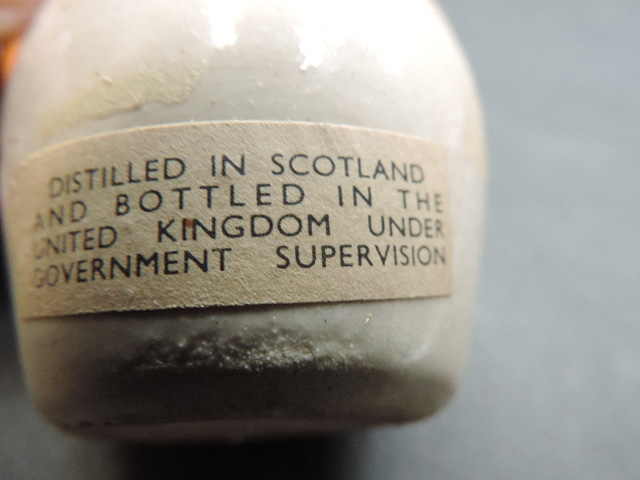 DISTILLED IN SCOTLAND
AND BOTTLED IN THE
UNITED KINGDOM UNDER
GOVERNMENT SUPERVISION